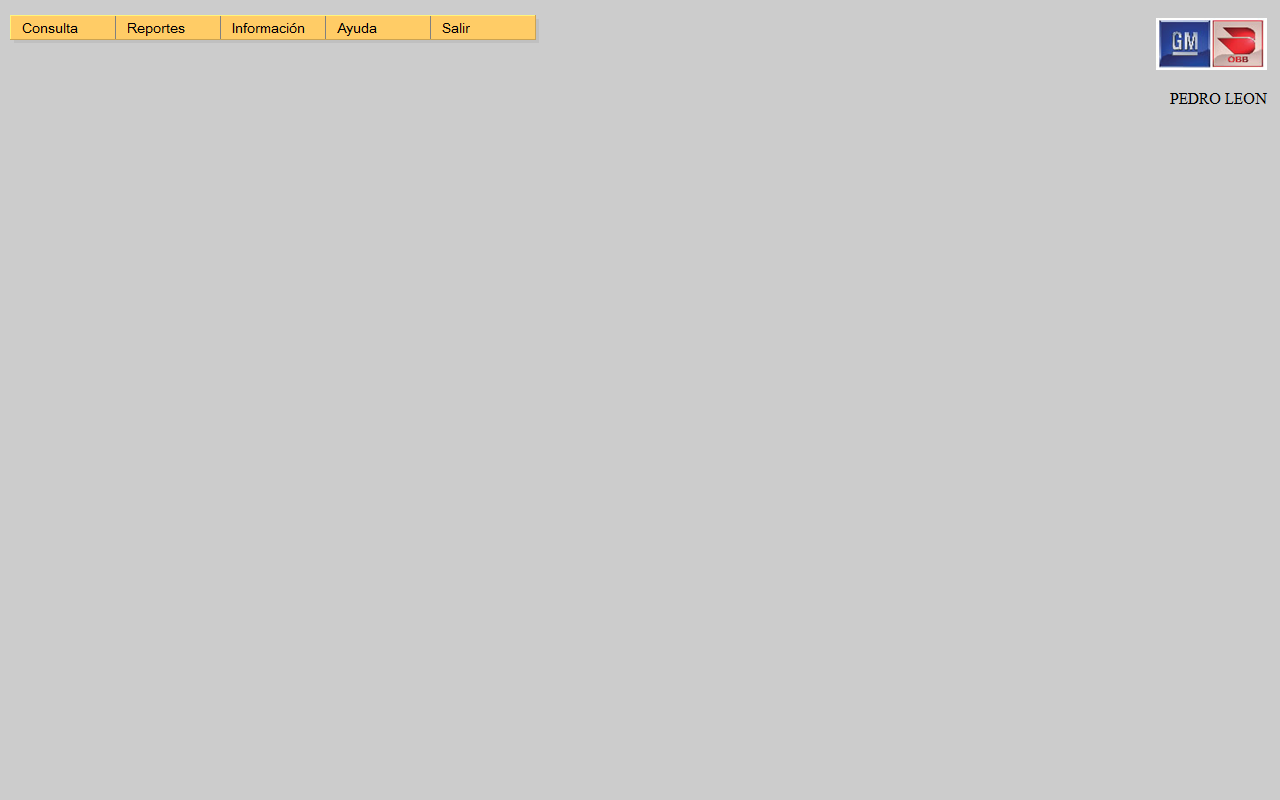 Consulta
Reportes
Información
Ayuda
Salir
GM
OBB
PEDRO LEON